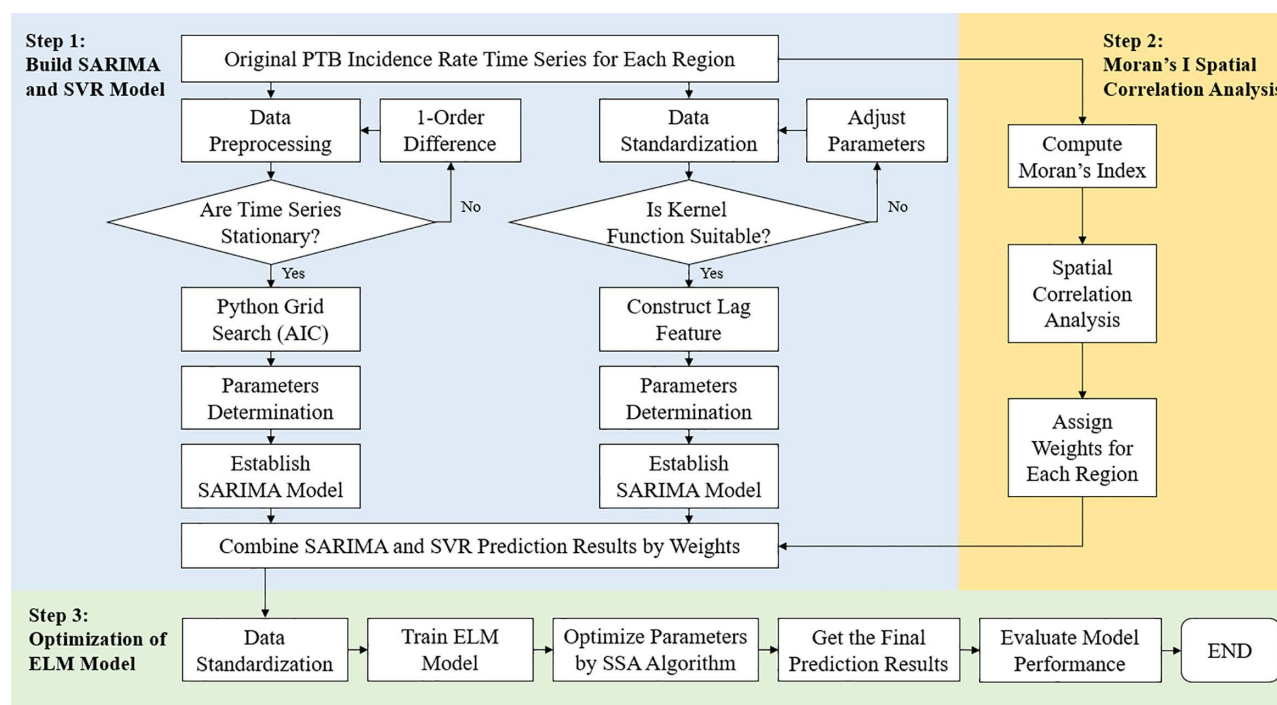 Step 1:
Build SARIMA
and SVR Model
Original PTB Incidence Rate Time Series for Each Region
Data
Preprocessing
1-Order
Difference
Are Time Series
Stationary?
No
Yes
Python Grid
Search (AIC)
Parameters
Determination
Establish
SARIMA Model
Data
Standardization
Adjust
Parameters
Is Kernel
Function Suitable?
No
Yes
Construct Lag
Feature
Parameters
Determination
Establish
SARIMA Model
Combine SARIMA and SVR Prediction Results by Weights
Step 2:
Moran's I Spatial
Correlation Analysis
Compute
Moran's Index
Spatial
Correlation
Analysis
Assign
Weights for
Each Region
Step 3:
Optimization of
ELM Model
Data
Standardization
Train ELM
Model
Optimize Parameters
by SSA Algorithm
Get the Final
Prediction Results
Evaluate Model
Performance
END